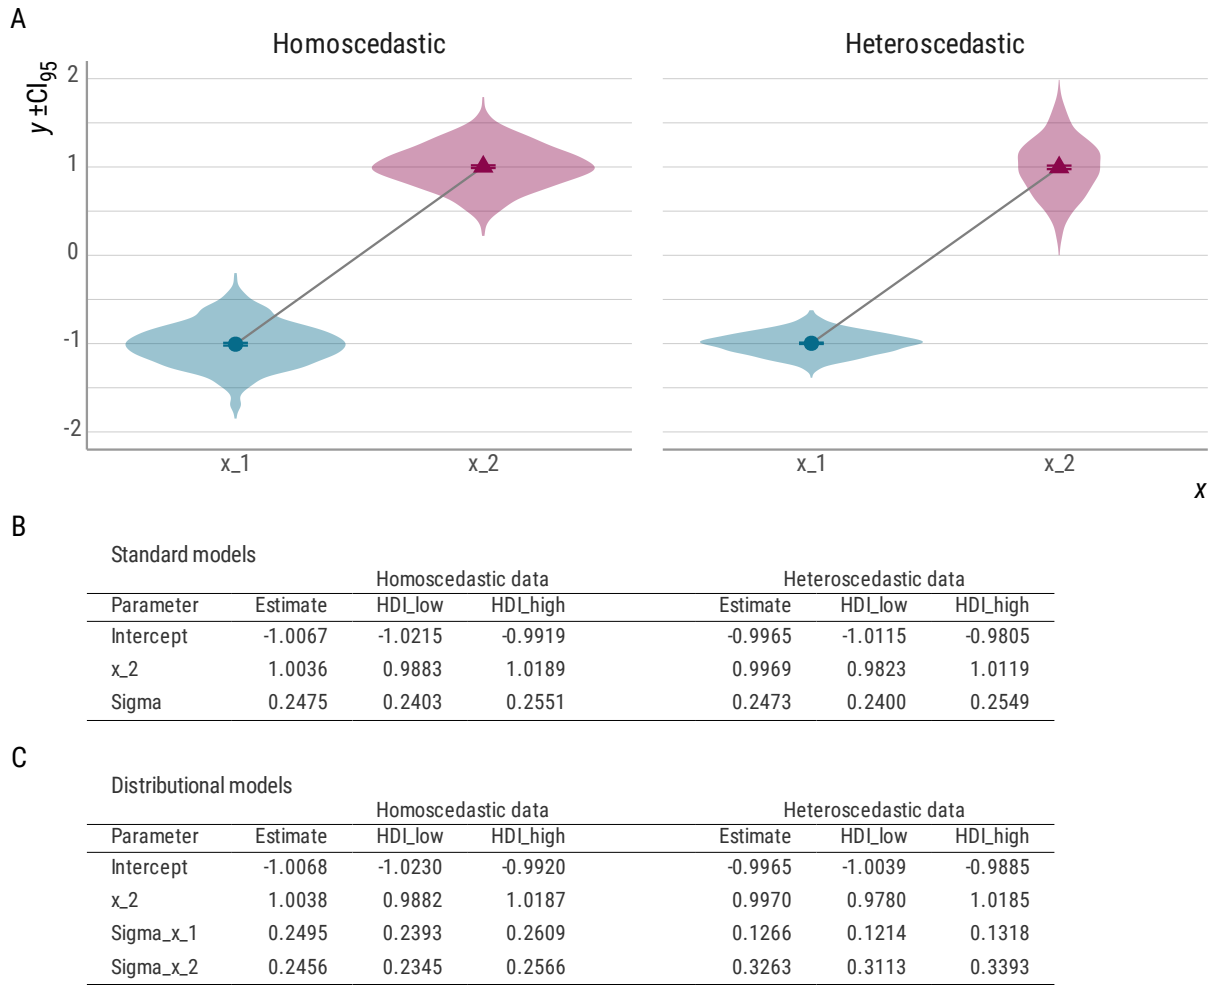 A
Homoscedastic Heteroscedastic
y ±CI95
2
1
0
-1
-2
x_1 x_2 x_1 x_2
x
B
Standard models
Homoscedastic data Heteroscedastic data
Parameter Estimate HDI_low HDI_high Estimate HDI_low HDI_high
Intercept -1.0067 -1.0215 -0.9919 -0.9965 -1.0115 -0.9805
x_2 1.0036 0.9883 1.0189 0.9969 0.9823 1.0119
Sigma 0.2475 0.2403 0.2551 0.2473 0.2400 0.2549
C
Distributional models
Homoscedastic data Heteroscedastic data
Parameter Estimate HDI_low HDI_high Estimate HDI_low HDI_high
Intercept -1.0068 -1.0230 -0.9920 -0.9965 -1.0039 -0.9885
x_2 1.0038 0.9882 1.0187 0.9970 0.9780 1.0185
Sigma_x_1 0.2495 0.2393 0.2609 0.1266 0.1214 0.1318
Sigma_x_2 0.2456 0.2345 0.2566 0.3263 0.3113 0.3393